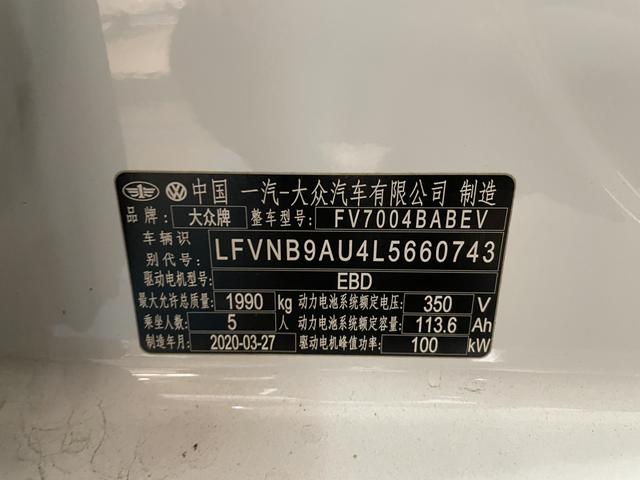 中国 一汽-大众汽车有限公司 制造
品牌: 大众牌 整车型号: FV7004BABEV
车辆识别代号: LFVNB9AU4L5660743
驱动电机型号: EBD
最大允许总质量: 1990 kg 动力电池系统额定电压: 350 V
乘坐人数: 5 人 动力电池系统额定容量: 113.6 Ah
制造年月: 2020-03-27 驱动电机峰值功率: 100 kW